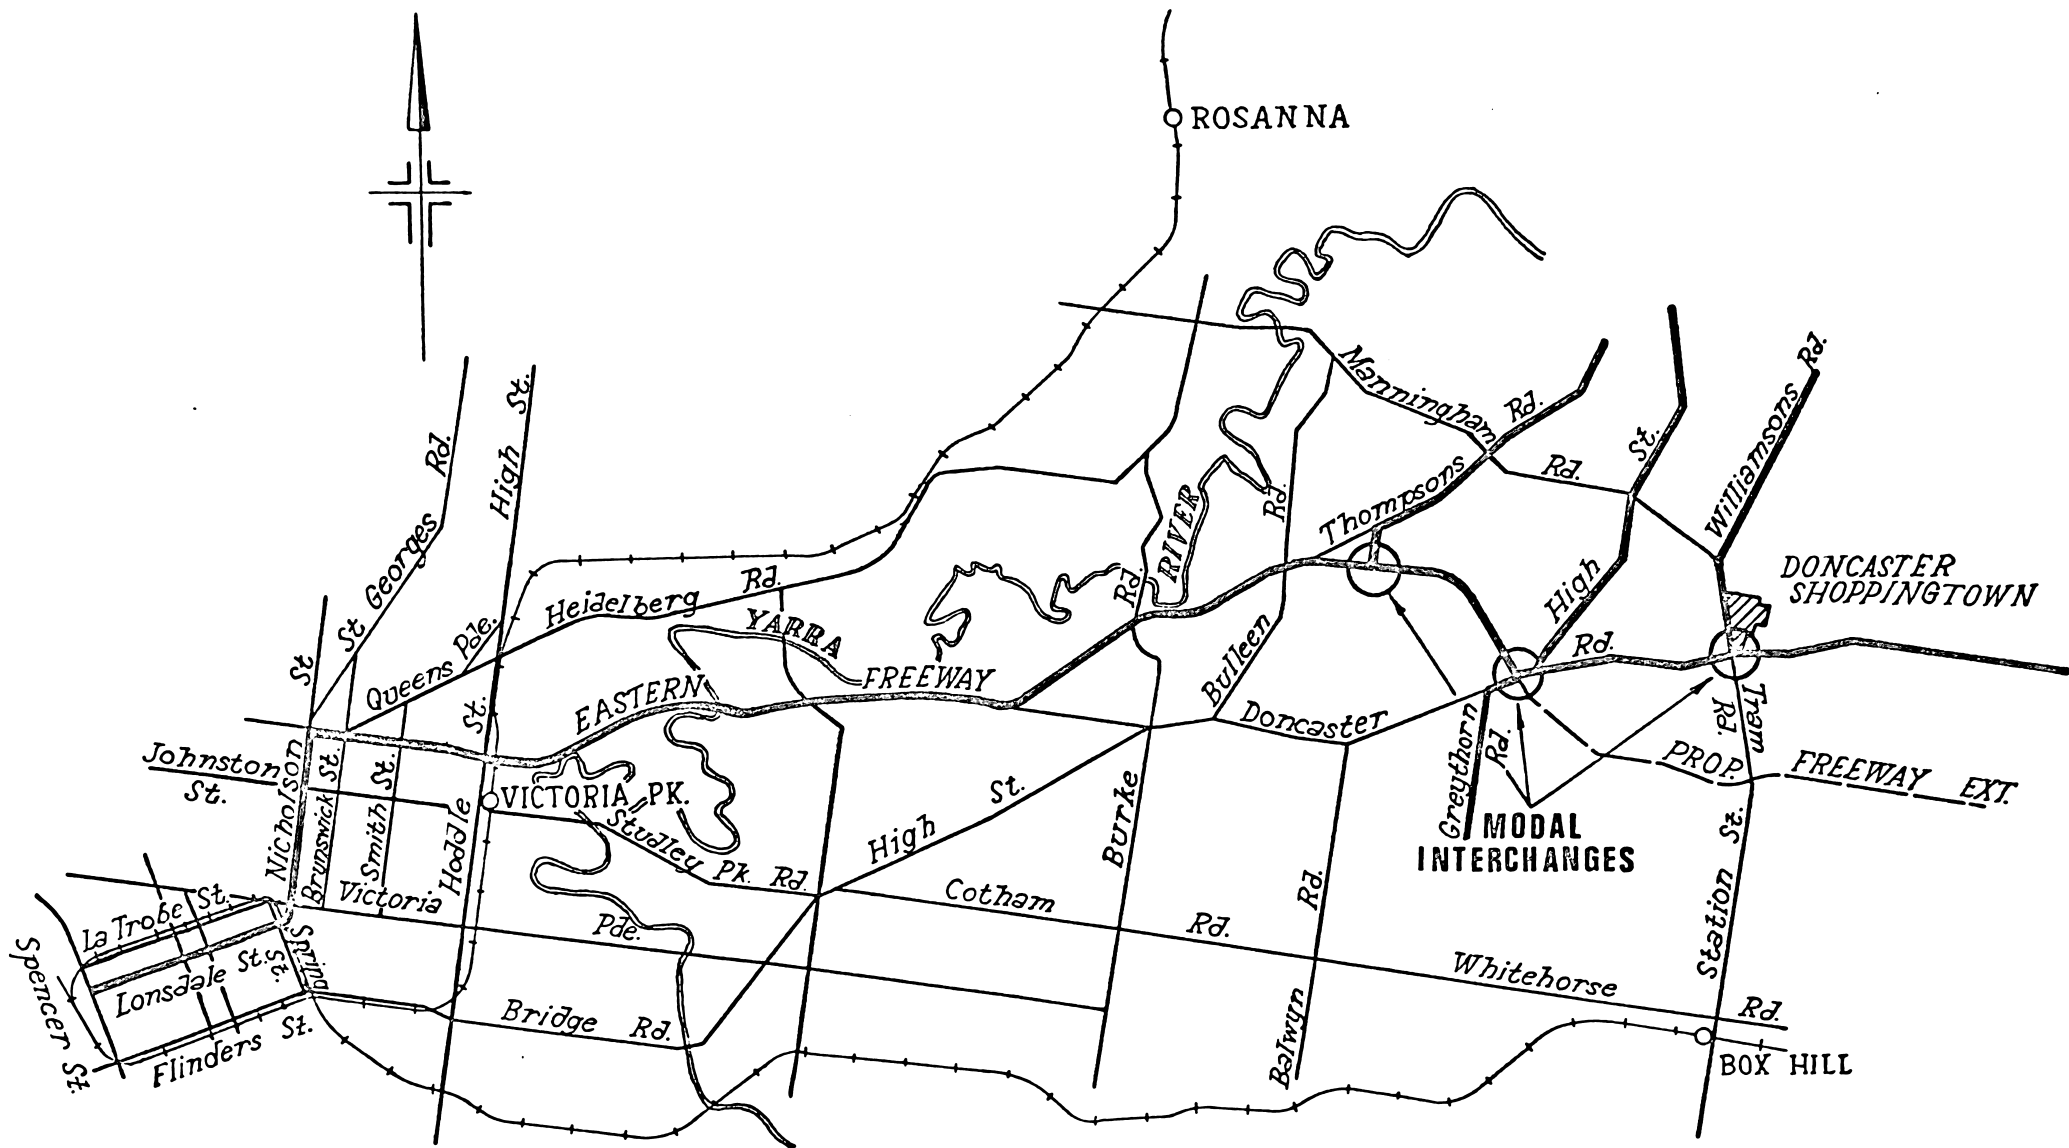 ROSANNA
St Georges Rd.
High St.
Manningham Rd.
Thompsons Rd.
High St.
Williamsons Rd.
DONCASTER
SHOPPINGTOWN
Heidelberg Rd.
Queens Pde.
YARRA
RIVER
Bulleen Rd.
EASTERN FREEWAY
Doncaster Rd.
Greythorn Rd.
Tram Rd.
PROP. FREEWAY EXT.
Johnston
St.
Nicholson St
Brunswick St.
Smith St.
Hoddle St.
VICTORIA PK.
Studley Pk. Rd.
High St.
Burke Rd.
MODAL
INTERCHANGES
Victoria Pde.
Cotham Rd.
Balwyn Rd.
Whitehorse Rd.
Station St.
La Trobe St.
Lonsdale St.
Spring St.
Spencer St.
Flinders St.
Bridge Rd.
BOX HILL